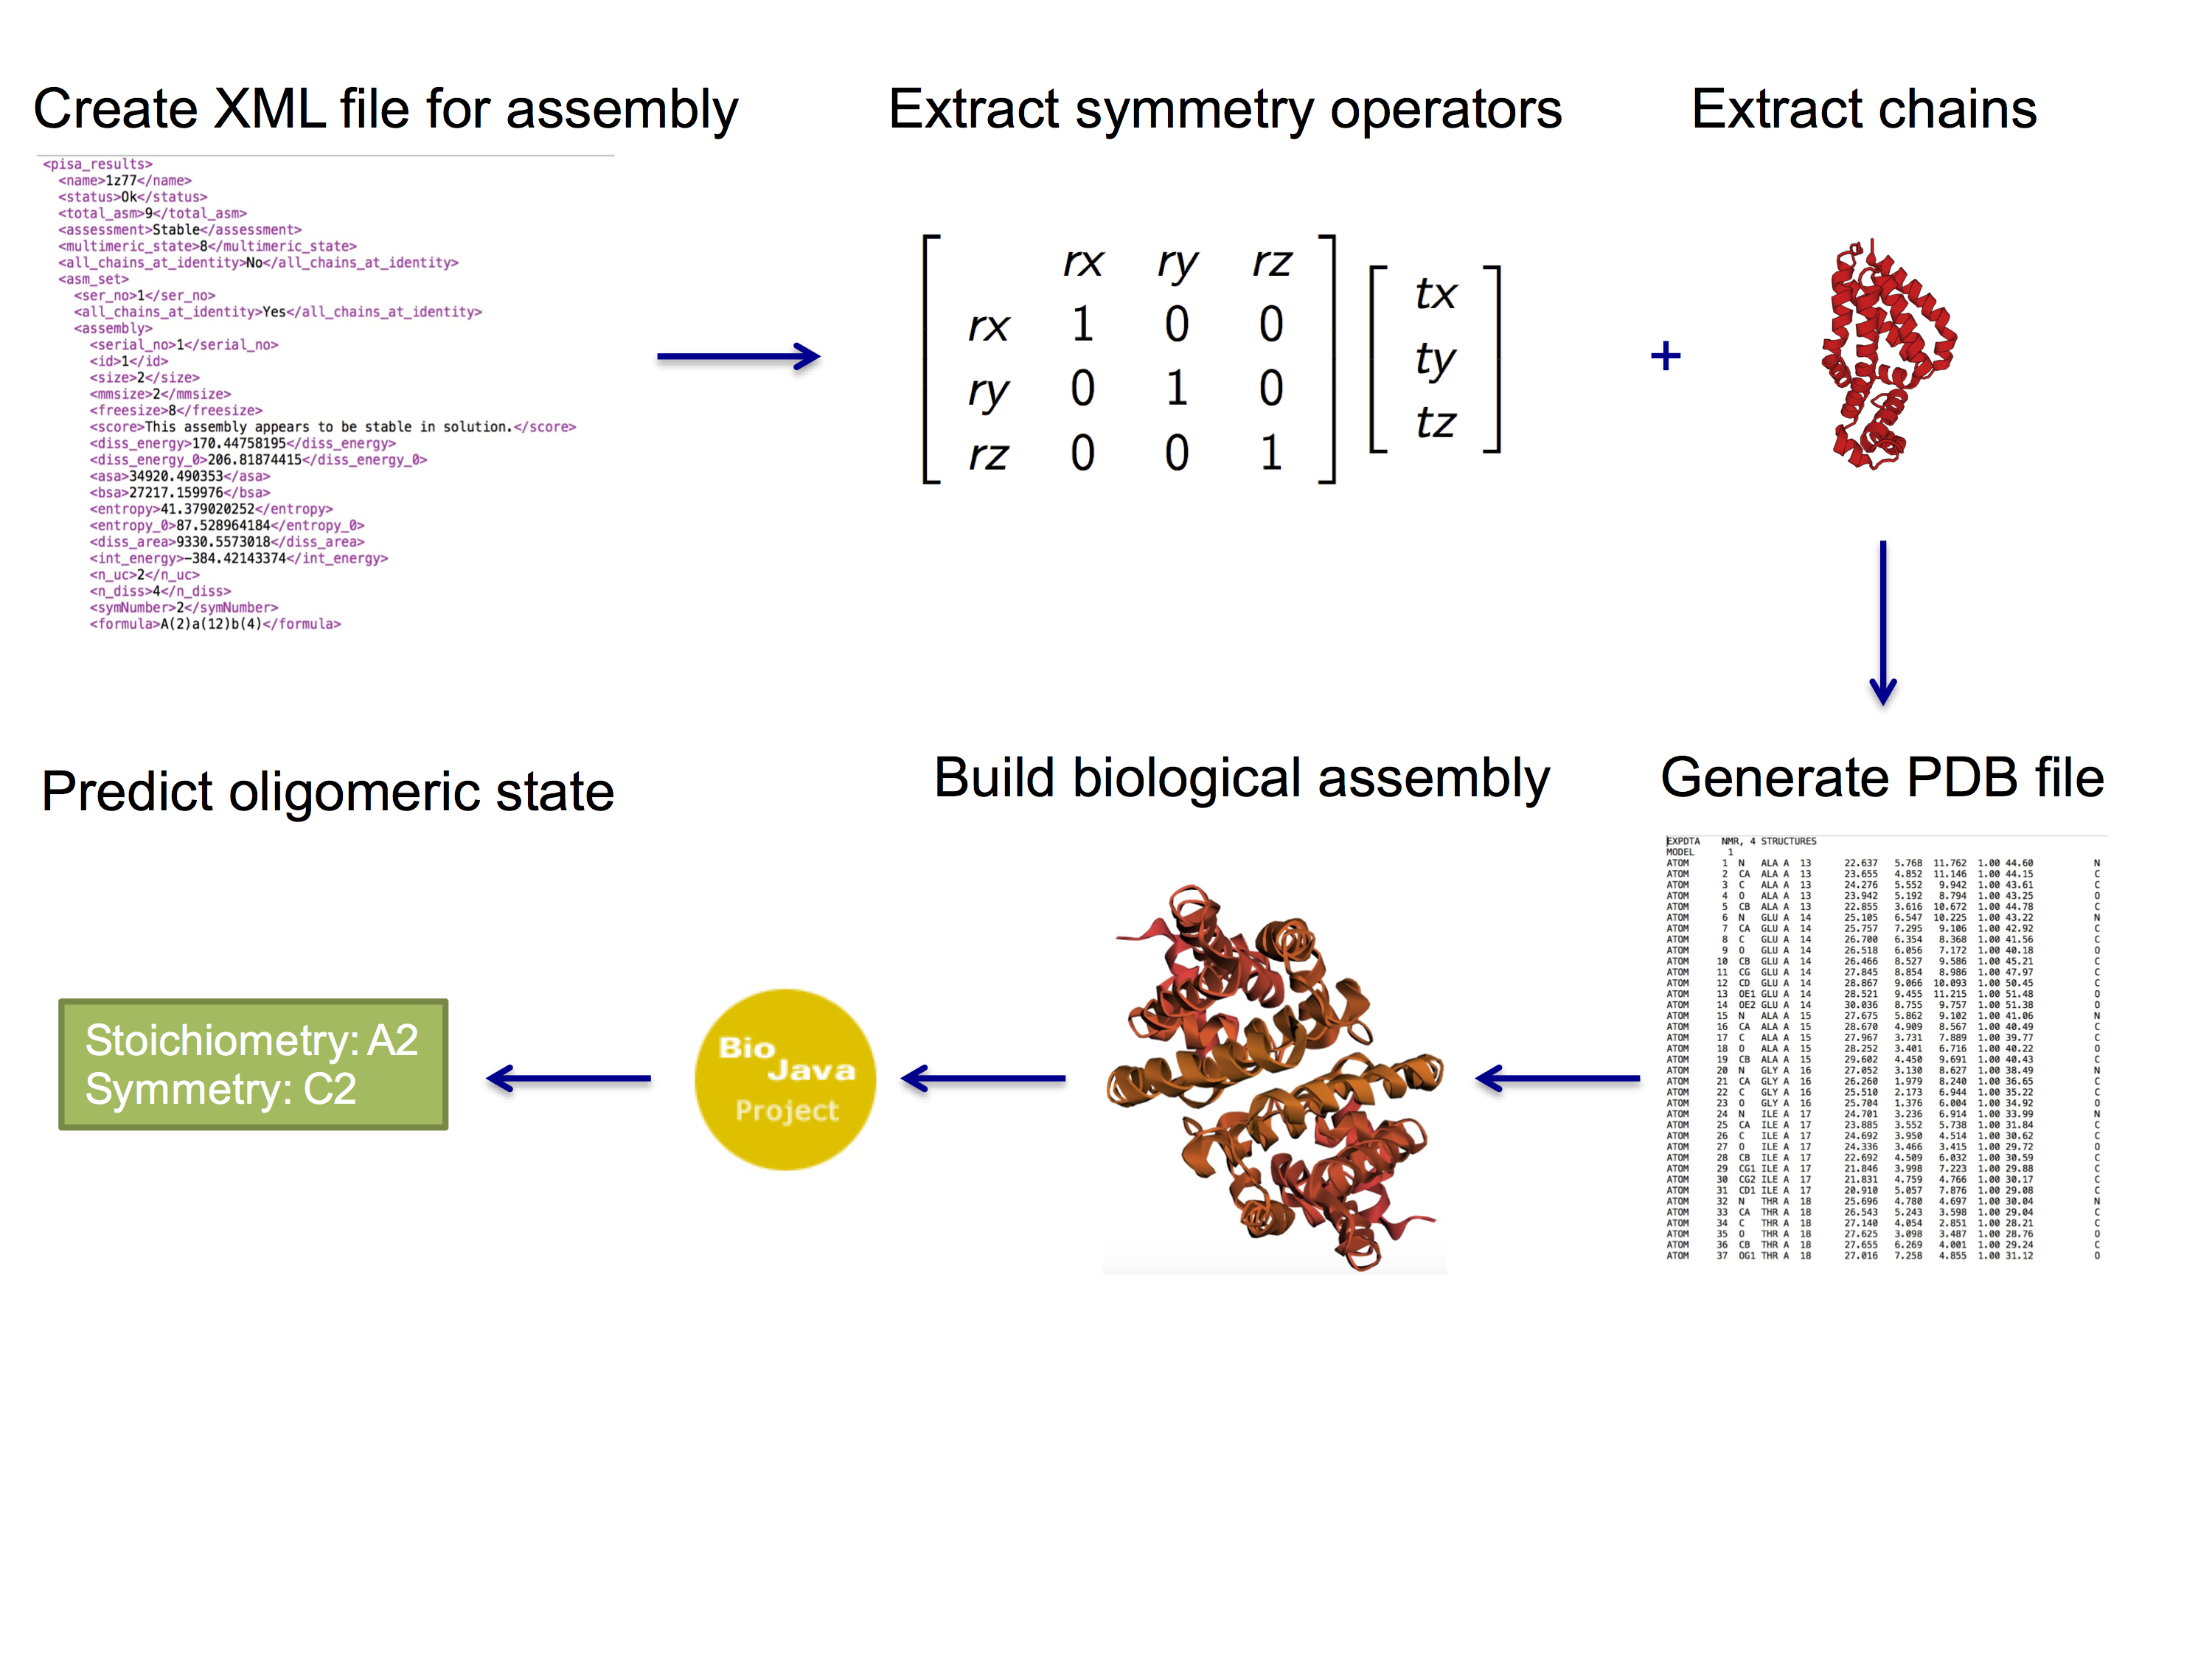 Create XML file for assembly
<pisa_results>
<name>1z77</name>
<status>Ok</status>
<total_asm>9</total_asm>
<assessment>Stable</assessment>
<multimeric_state>8</multimeric_state>
<all_chains_at_identity>No</all_chains_at_identity>
<asm_set>
<ser_no>1</ser_no>
<all_chains_at_identity>Yes</all_chains_at_identity>
<assembly>
<serial_no>1</serial_no>
<id>1</id>
<size>2</size>
<mmsize>2</mmsize>
<freesize>8</freesize>
<score>This assembly appears to be stable in solution.</score>
<diss_energy>170.44758195</diss_energy>
<diss_energy_0>206.81874415</diss_energy_0>
<asa>34920.490353</asa>
<bsa>27217.159976</bsa>
<entropy>41.379020252</entropy>
<entropy_0>87.528964184</entropy_0>
<diss_area>9330.5573018</diss_area>
<int_energy>-384.42143374</int_energy>
<n_uc>2</n_uc>
<n_diss>4</n_diss>
<symNumber>2</symNumber>
<formula>A(2)a(12)b(4)</formula>
Extract symmetry operators
rx ry rz
rx 1 0 0
ry 0 1 0
rz 0 0 1
tx
ty
tz
+
Extract chains
Generate PDB file
EXPDTA NMR, 4 STRUCTURES
MODEL 1
ATOM 1 N ALA A 13 22.637 5.768 11.762 1.00 44.60 N
ATOM 2 CA ALA A 13 23.655 4.852 11.146 1.00 44.15 C
ATOM 3 C ALA A 13 24.276 5.552 9.942 1.00 43.61 C
ATOM 4 O ALA A 13 23.942 5.192 8.794 1.00 43.25 O
ATOM 5 CB ALA A 13 22.855 3.616 10.672 1.00 44.78 C
ATOM 6 N GLU A 14 25.105 6.547 10.225 1.00 43.22 N
ATOM 7 CA GLU A 14 25.757 7.295 9.106 1.00 42.92 C
ATOM 8 C GLU A 14 26.700 6.354 8.368 1.00 41.56 C
ATOM 9 O GLU A 14 26.518 6.056 7.172 1.00 40.18 O
ATOM 10 CB GLU A 14 26.466 8.527 9.586 1.00 45.21 C
ATOM 11 CG GLU A 14 27.845 8.854 8.986 1.00 47.97 C
ATOM 12 CD GLU A 14 28.867 9.066 10.093 1.00 50.45 C
ATOM 13 OE1 GLU A 14 28.521 9.455 11.215 1.00 51.48 O
ATOM 14 OE2 GLU A 14 30.036 8.755 9.757 1.00 51.38 O
ATOM 15 N ALA A 15 27.675 5.862 9.102 1.00 41.06 N
ATOM 16 CA ALA A 15 28.670 4.909 8.567 1.00 40.49 C
ATOM 17 C ALA A 15 27.967 3.731 7.889 1.00 39.77 C
ATOM 18 O ALA A 15 28.252 3.401 6.716 1.00 40.22 O
ATOM 19 CB ALA A 15 29.602 4.450 9.691 1.00 40.43 C
ATOM 20 N GLY A 16 27.052 3.130 8.627 1.00 38.49 N
ATOM 21 CA GLY A 16 26.260 1.979 8.240 1.00 36.65 C
ATOM 22 C GLY A 16 25.510 2.173 6.944 1.00 35.22 C
ATOM 23 O GLY A 16 25.704 1.376 6.004 1.00 34.92 O
ATOM 24 N ILE A 17 24.701 3.236 6.914 1.00 33.99 N
ATOM 25 CA ILE A 17 23.885 3.552 5.738 1.00 31.84 C
ATOM 26 C ILE A 17 24.692 3.950 4.514 1.00 30.62 C
ATOM 27 O ILE A 17 24.336 3.466 3.415 1.00 29.72 O
ATOM 28 CB ILE A 17 22.692 4.509 6.032 1.00 30.59 C
ATOM 29 CG1 ILE A 17 21.846 3.998 7.223 1.00 29.88 C
ATOM 30 CG2 ILE A 17 21.831 4.759 4.766 1.00 30.17 C
ATOM 31 CD1 ILE A 17 20.910 5.057 7.876 1.00 29.08 C
ATOM 32 N THR A 18 25.696 4.780 4.697 1.00 30.04 N
ATOM 33 CA THR A 18 26.543 5.243 3.598 1.00 29.04 C
ATOM 34 C THR A 18 27.140 4.054 2.851 1.00 28.21 C
ATOM 35 O THR A 18 27.625 3.098 3.487 1.00 28.76 O
ATOM 36 CB THR A 18 27.655 6.269 4.001 1.00 29.24 C
ATOM 37 OG1 THR A 18 27.016 7.258 4.855 1.00 31.12 O
Build biological assembly
Bio
Java
Project
Predict oligomeric state
Stoichiometry: A2
Symmetry: C2